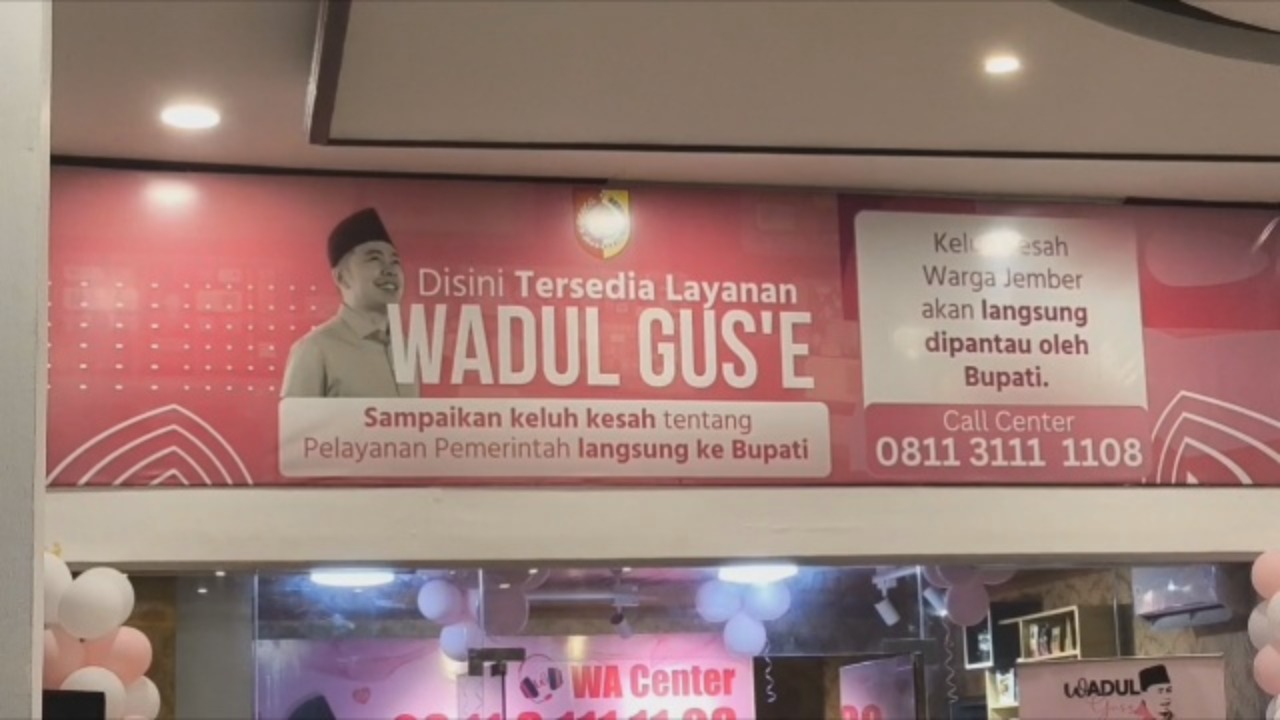 Disini Tersedia Layanan
WADUL GUS'E
Sampaikan keluh kesah tentang
Pelayanan Pemerintah langsung ke Bupati
Warga Jember
akan langsung
dipantau oleh
Bupati.
Call Center
0811 3111 1108
WA Center
WADUL